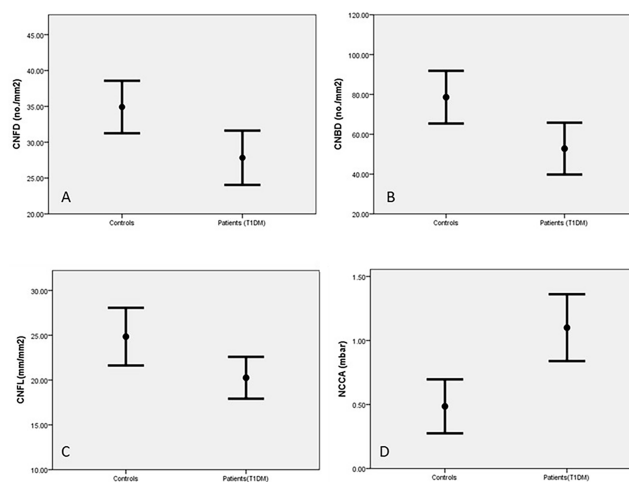 CNFD (no./mm2)
45.00
40.00
35.00
30.00
25.00
20.00
A
Controls
Patients (T1DM)
CNBD (no./mm2)
120.00
100.00
80.00
60.00
40.00
20.00
B
Controls
Patients (T1DM)
CNFL(mm/mm2)
30.00
25.00
20.00
15.00
10.00
C
Controls
Patients(T1DM)
NCCA (mbar)
1.50
1.00
0.50
0.00
D
Controls
Patients(T1DM)